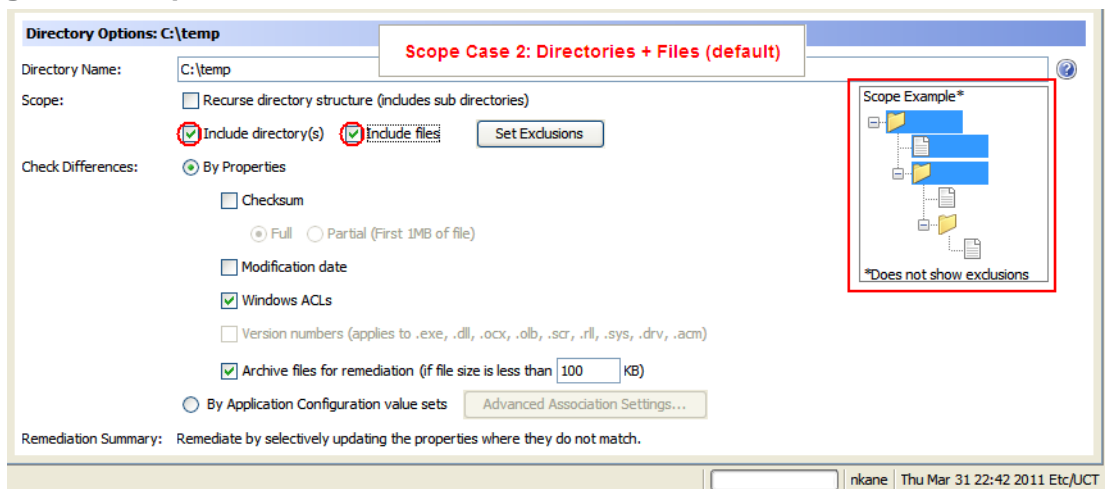 Directory Options: C:\temp
Scope Case 2: Directories + Files (default)
Directory Name: C:\temp
Scope: Recurse directory structure (includes sub directories)
Scope Example*
Include directory(s) Include files Set Exclusions
Check Differences: By Properties
Checksum
Full Partial (First 1MB of file)
Modification date
*Does not show exclusions
Windows ACLs
Version numbers (applies to .exe, .dll, .ocx, .olb, .scr, .rll, .sys, .drv, .acm)
Archive files for remediation (if file size is less than 100 KB)
By Application Configuration value sets Advanced Association Settings...
Remediation Summary: Remediate by selectively updating the properties where they do not match.
nkane Thu Mar 31 22:42 2011 Etc/UCT